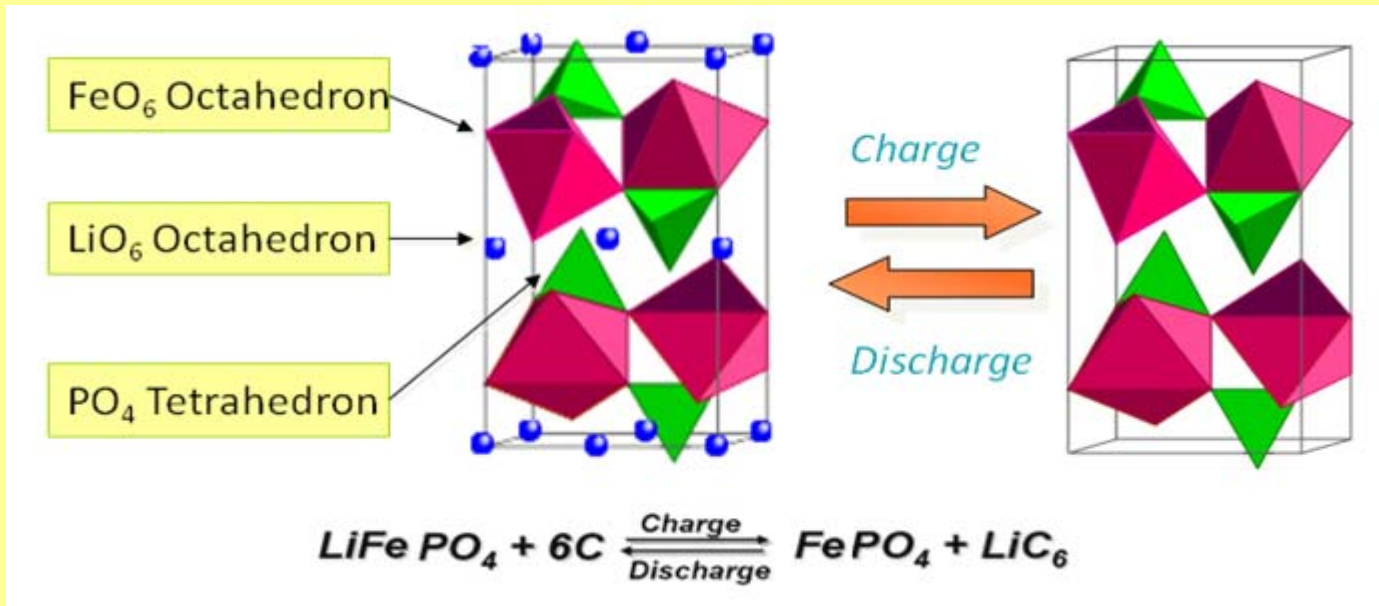 FeO₆ Octahedron
LiO₆ Octahedron
PO₄ Tetrahedron
Charge
Discharge
LiFe PO₄ + 6C Charge Discharge FePO₄ + LiC₆